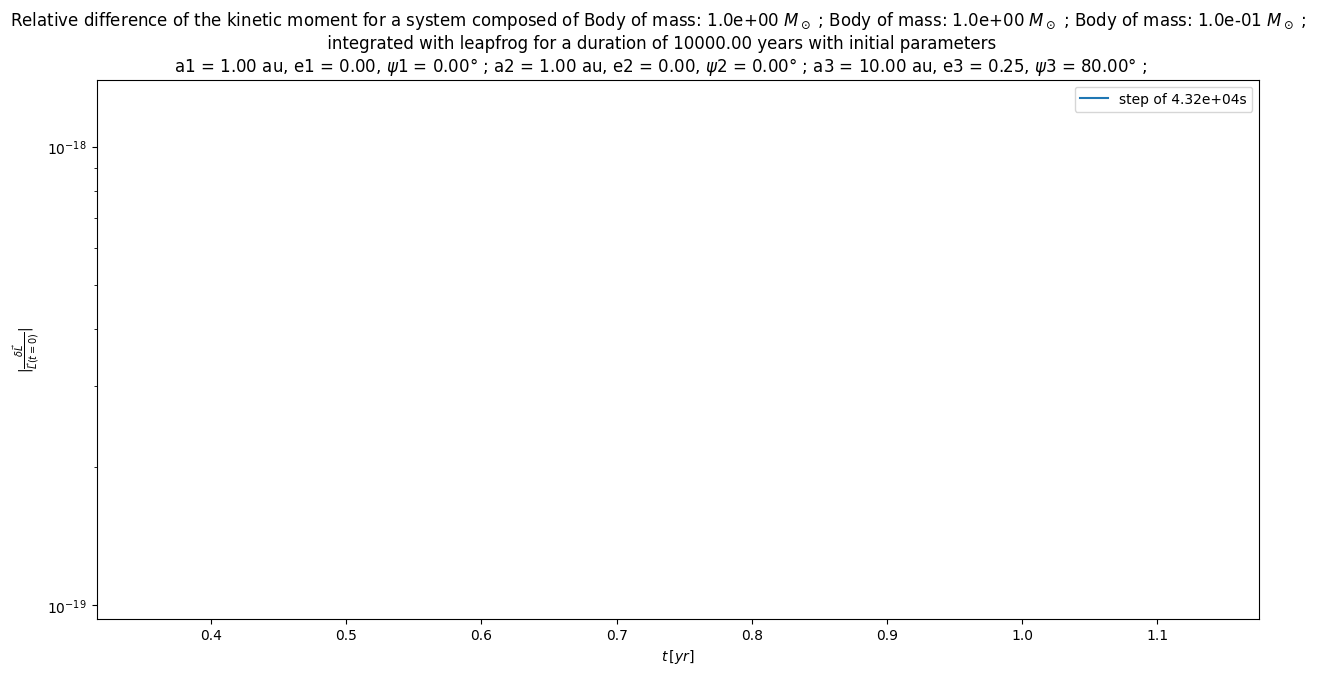 Relative difference of the kinetic moment for a system composed of Body of mass: 1.0e+00 $M_\odot$ ; Body of mass: 1.0e+00 $M_\odot$ ; Body of mass: 1.0e-01 $M_\odot$ ;
integrated with leapfrog for a duration of 10000.00 years with initial parameters
a1 = 1.00 au, e1 = 0.00, ψ1 = 0.00° ; a2 = 1.00 au, e2 = 0.00, ψ2 = 0.00° ; a3 = 10.00 au, e3 = 0.25, ψ3 = 80.00° ;
step of 4.32e+04s
$10^{-18}$
$\left|\frac{\delta \vec{L}}{\vec{L}(t=0)}\right|$
$10^{-19}$
0.4 0.5 0.6 0.7 0.8 0.9 1.0 1.1
t [yr]